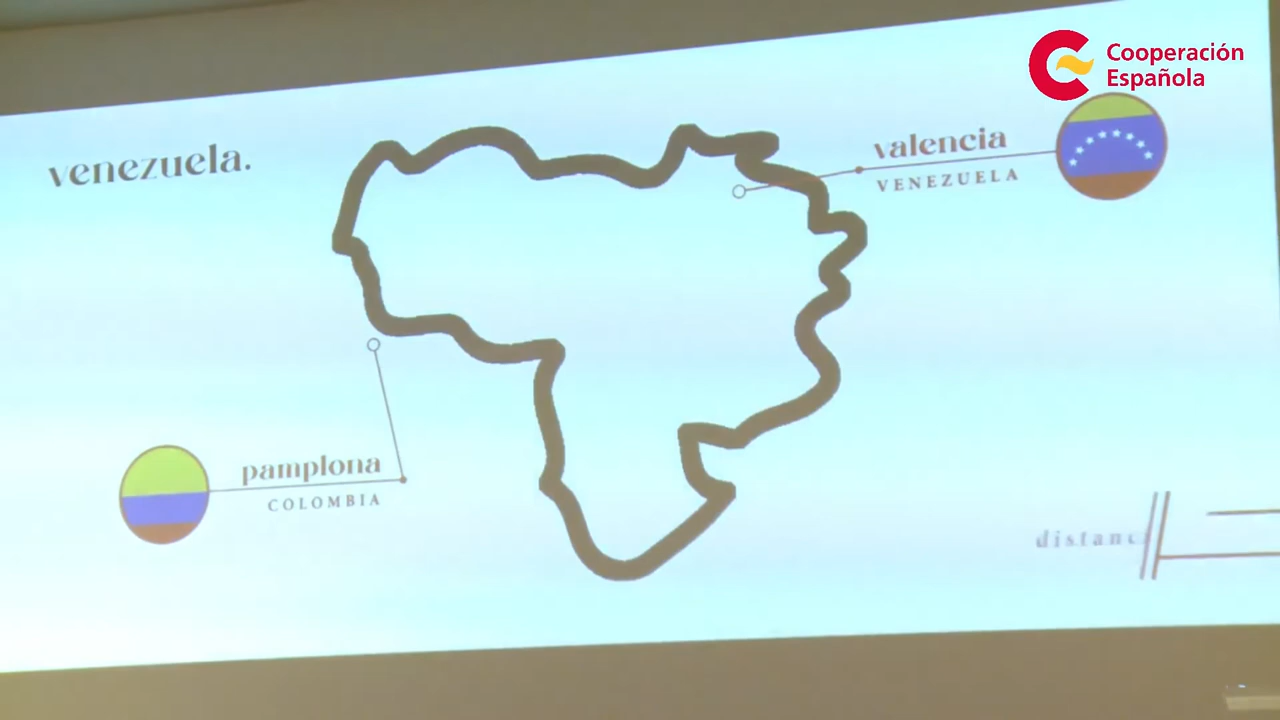 Cooperación
Española
venezuela.
valencia
VENEZUELA
pamplona
COLOMBIA